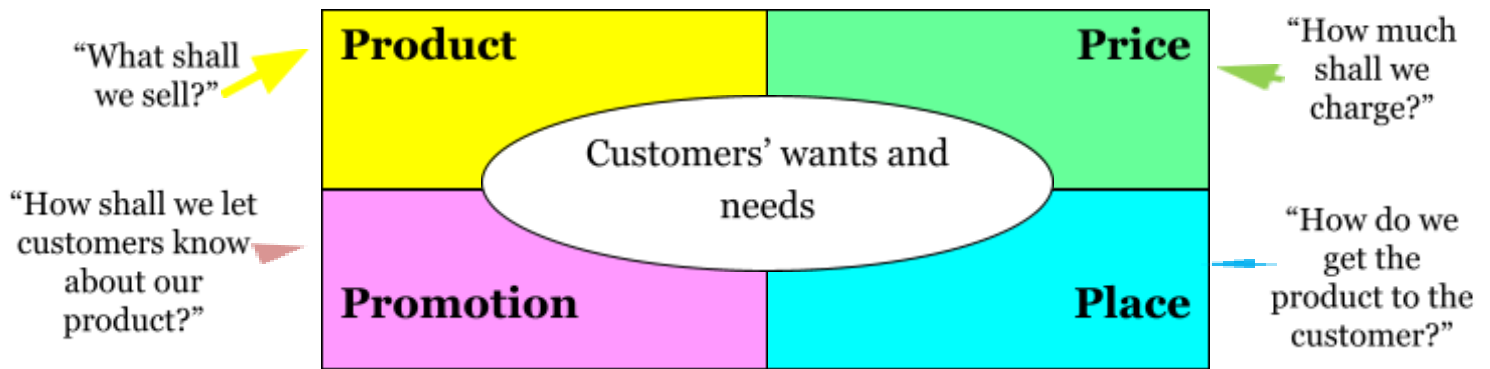 “What shall
we sell?”
Product
Price
“How much
shall we
charge?”
Customers’ wants and
needs
“How shall we let
customers know
about our
product?”
Promotion
Place
“How do we
get the
product to the
customer?”